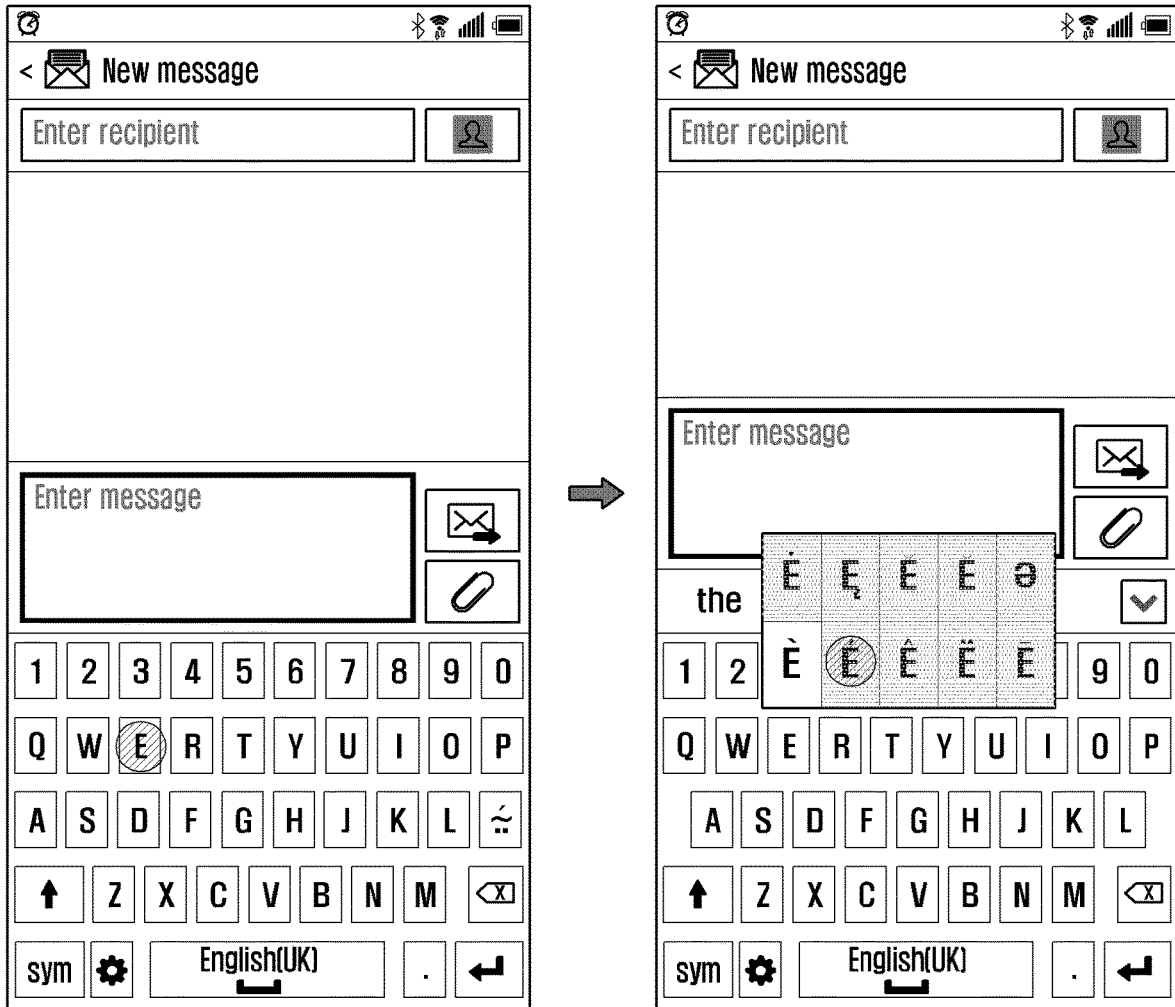 < New message
Enter recipient
Enter message
1 2 3 4 5 6 7 8 9 0
Q W E R T Y U I O P
A S D F G H J K L
Z X C V B N M X
sym English(UK) .
< New message
Enter recipient
Enter message
Ė Ę ə
the
È É Ê Ë Ē
1 2 9 0
Q W E R T Y U I O P
A S D F G H J K L
Z X C V B N M X
sym English(UK) .